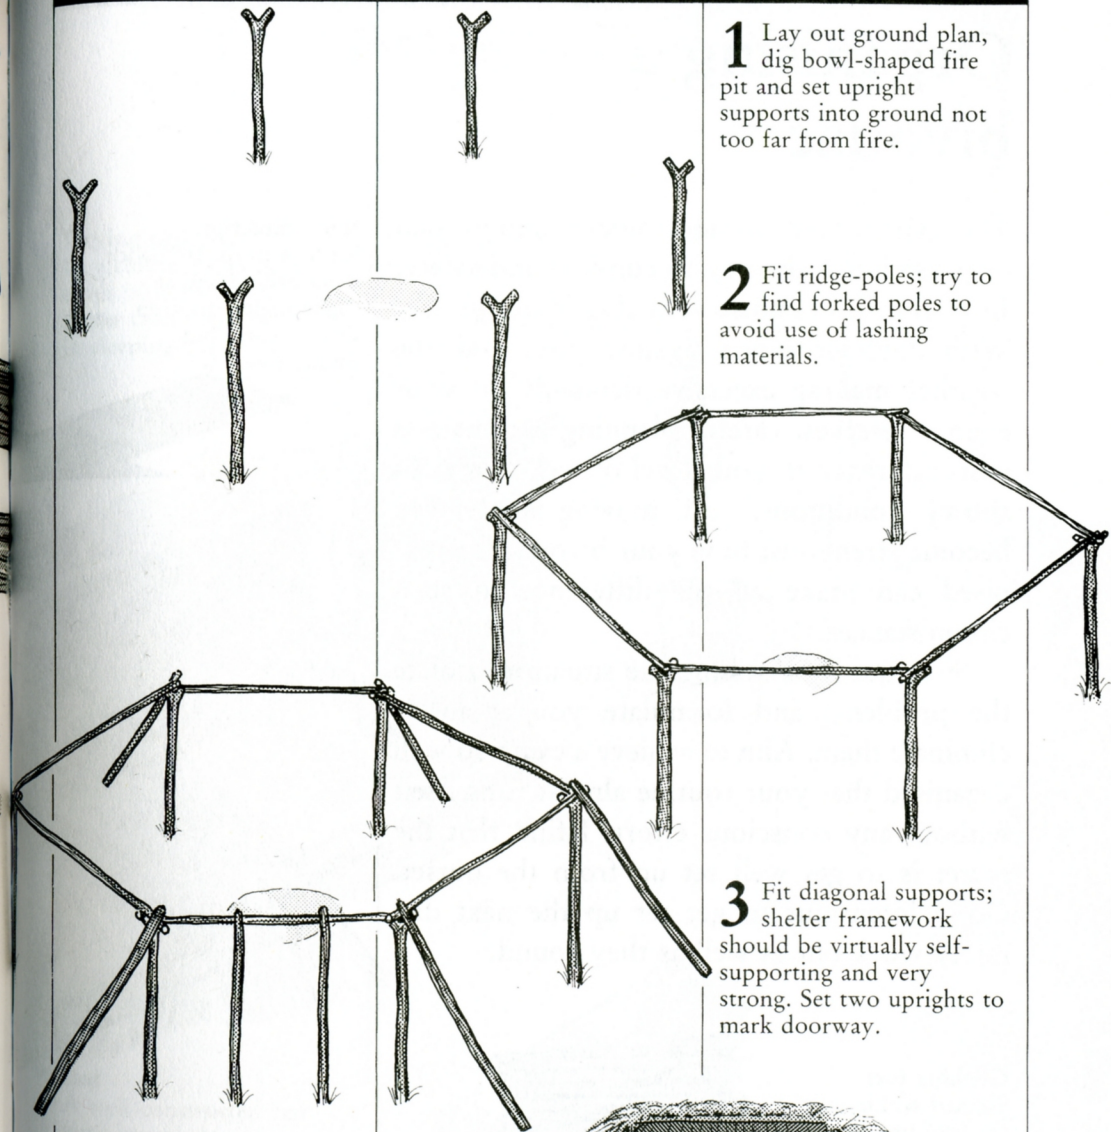 1 Lay out ground plan,
dig bowl-shaped fire
pit and set upright
supports into ground not
too far from fire.
2 Fit ridge-poles; try to
find forked poles to
avoid use of lashing
materials.
3 Fit diagonal supports;
shelter framework
should be virtually self-
supporting and very
strong. Set two uprights to
mark doorway.